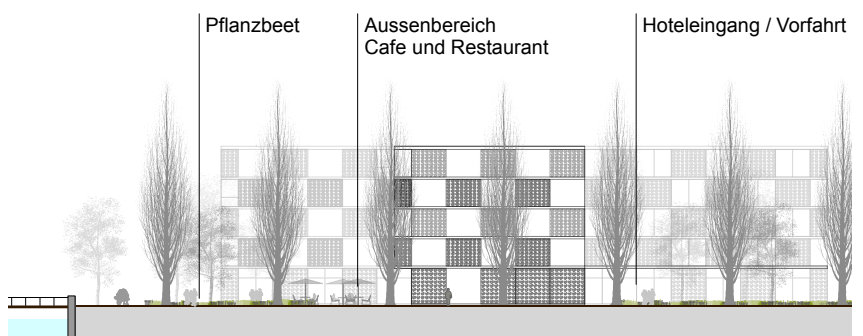 Pflanzbeet
Aussenbereich
Cafe und Restaurant
Hoteleingang / Vorfahrt